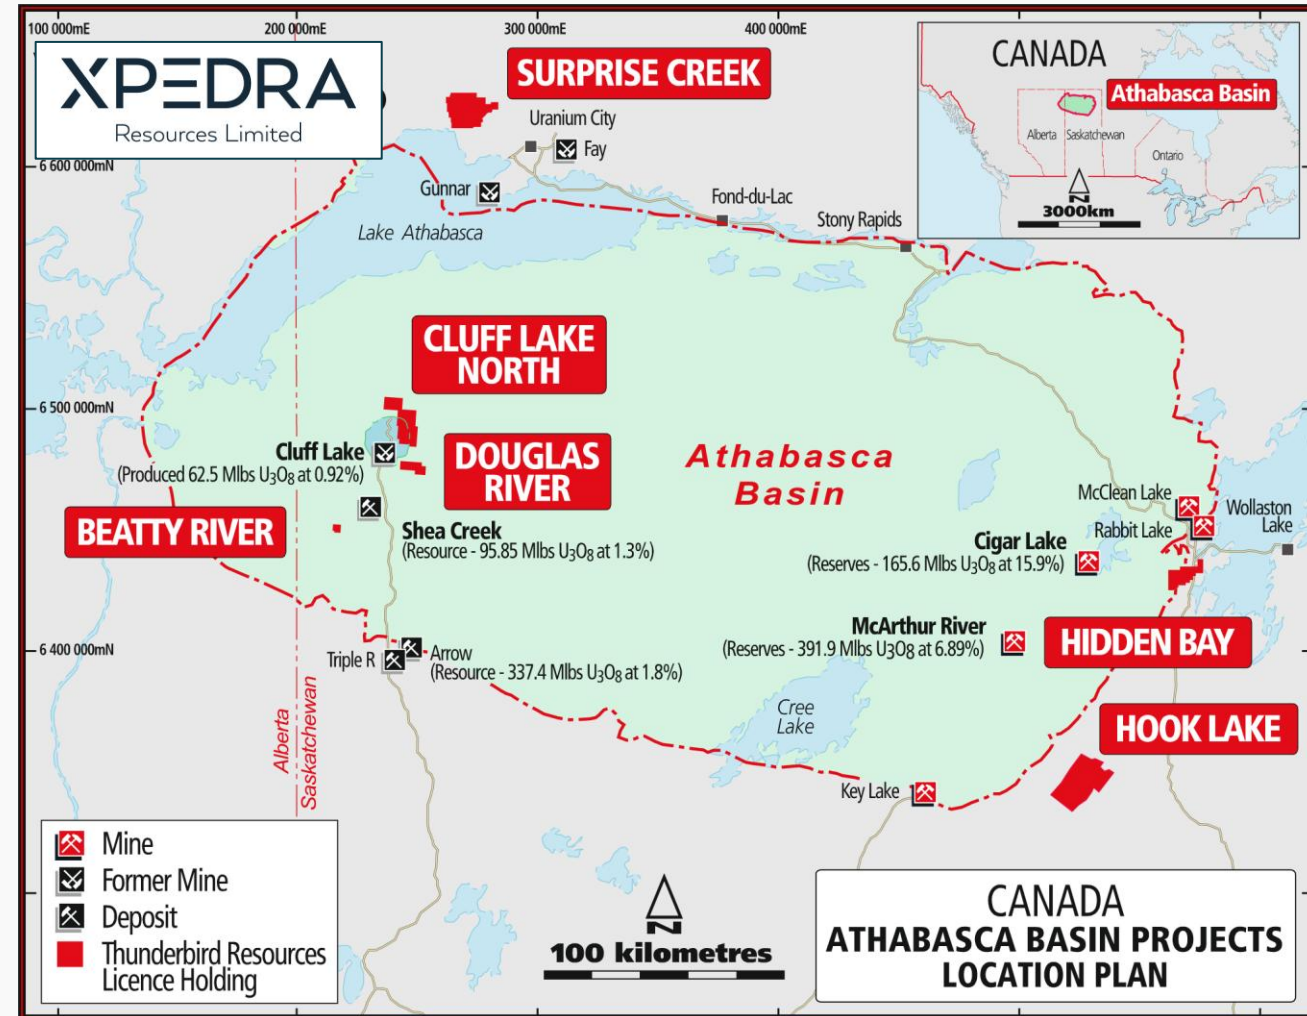 100 000mE
200 000mE
300 000mE
400 000mE
XPEDRA
Resources Limited
SURPRISE CREEK
CANADA
Athabasca Basin
Alberta
Saskatchewan
Ontario
N
3000km
Uranium City
Fay
6 600 000mN
Gunnar
Fond-du-Lac
Lake Athabasca
Stony Rapids
CLUFF LAKE
NORTH
6 500 000mN
Cluff Lake
(Produced 62.5 Mlbs U₃O₈ at 0.92%)
DOUGLAS
RIVER
Athabasca
Basin
McClean Lake
Wollaston
Lake
Rabbit Lake
BEATTY RIVER
Shea Creek
(Resource - 95.85 Mlbs U₃O₈ at 1.3%)
Cigar Lake
(Reserves - 165.6 Mlbs U₃O₈ at 15.9%)
McArthur River
(Reserves - 391.9 Mlbs U₃O₈ at 6.89%)
HIDDEN BAY
6 400 000mN
Triple R
Arrow
(Resource - 337.4 Mlbs U₃O₈ at 1.8%)
Cree
Lake
HOOK LAKE
Alberta
Saskatchewan
Key Lake
Mine
Former Mine
Deposit
Thunderbird Resources
Licence Holding
N
100 kilometres
CANADA
ATHABASCA BASIN PROJECTS
LOCATION PLAN